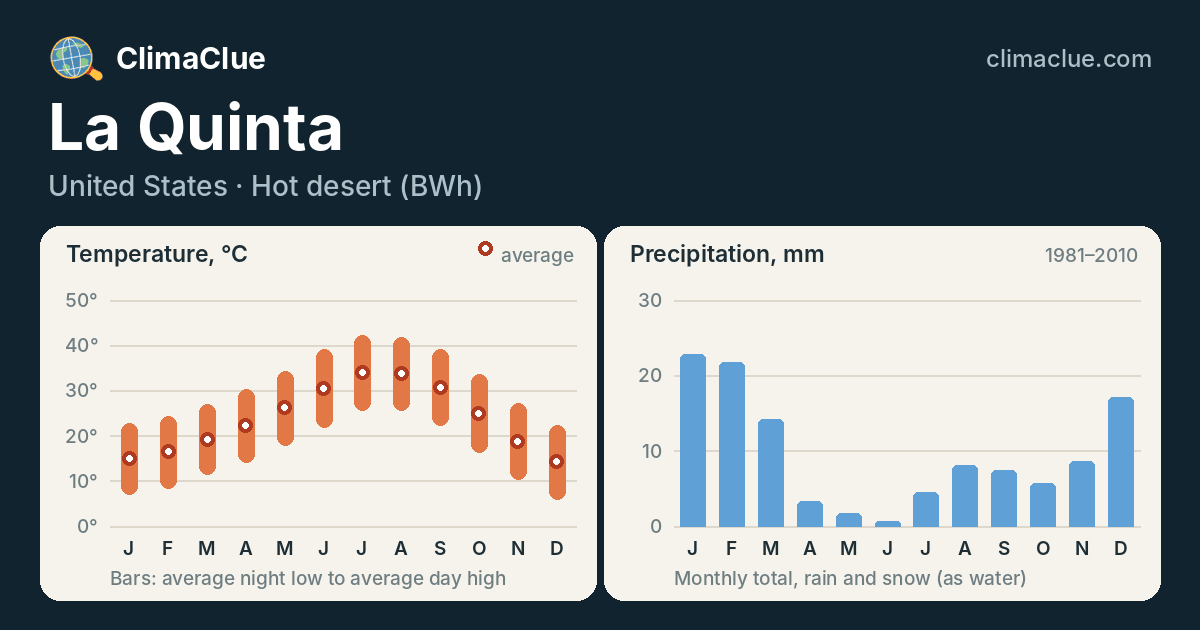 ClimaClue
climaclue.com
La Quinta
United States · Hot desert (BWh)
Temperature, °C
average
50°
40°
30°
20°
10°
0°
J F M A M J J A S O N D
Bars: average night low to average day high
Precipitation, mm
1981–2010
30
20
10
0
J F M A M J J A S O N D
Monthly total, rain and snow (as water)